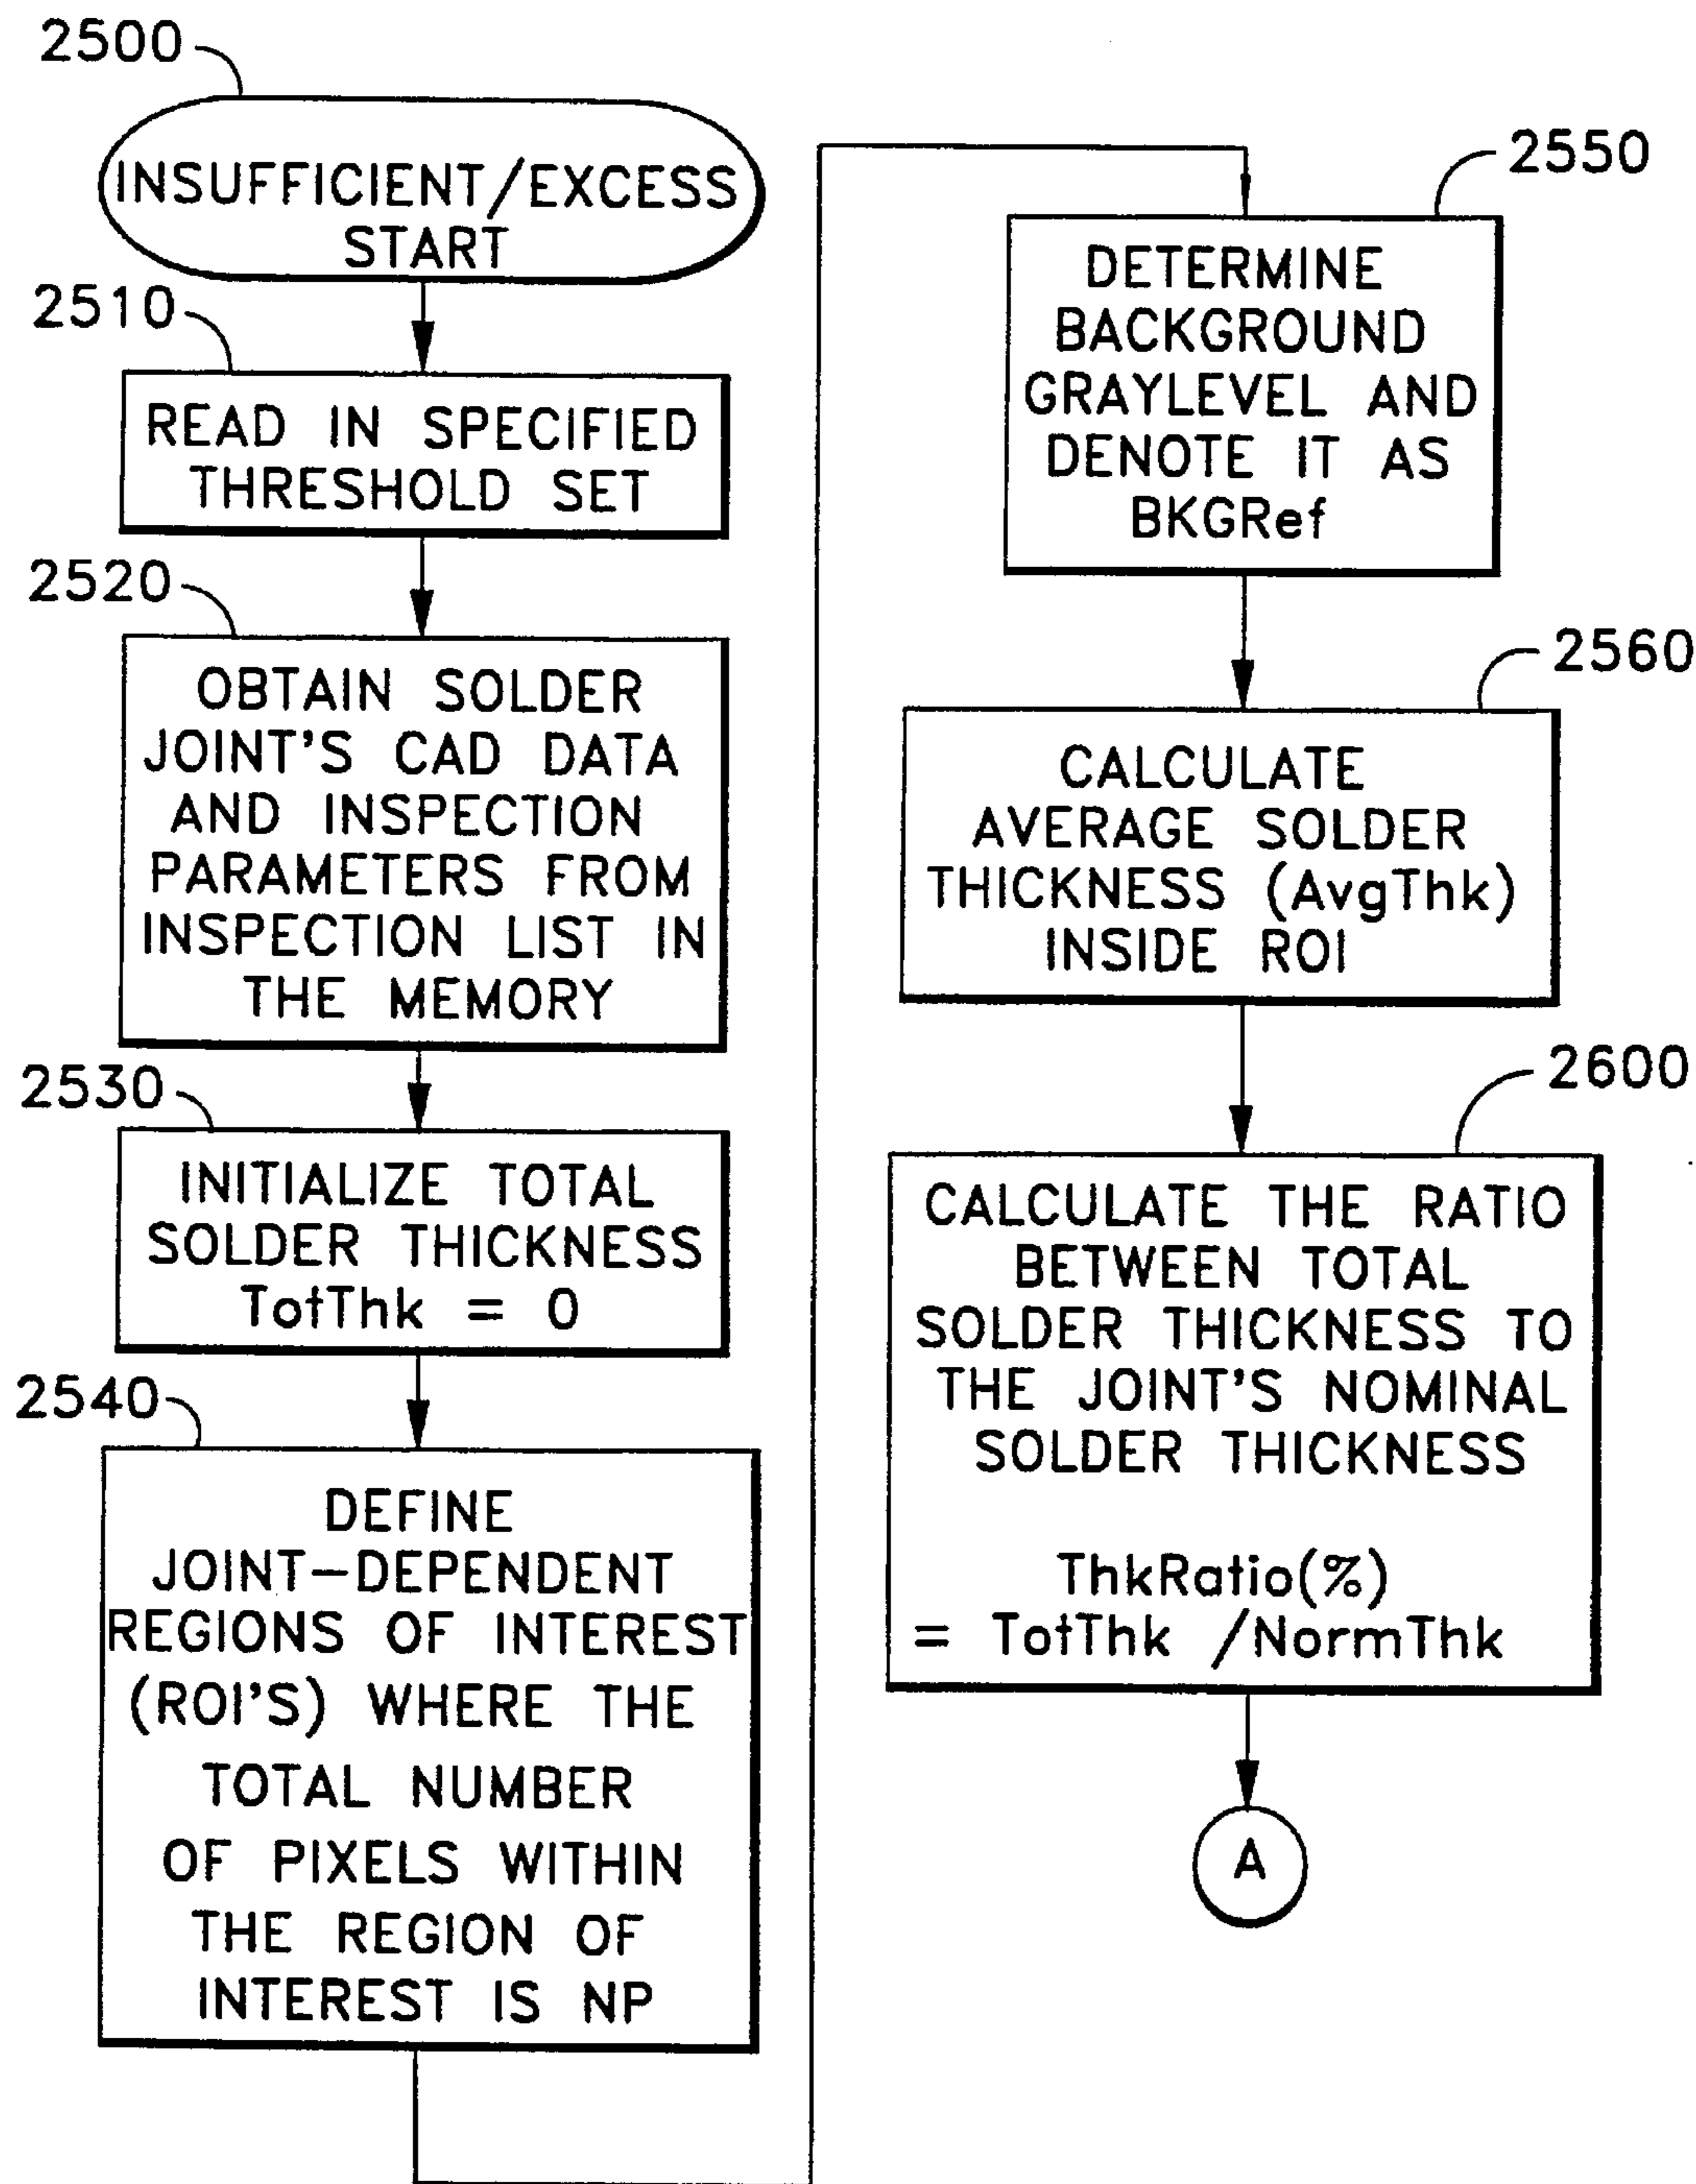 2500
INSUFFICIENT/EXCESS
START
2510
READ IN SPECIFIED
THRESHOLD SET
2520
OBTAIN SOLDER
JOINT'S CAD DATA
AND INSPECTION
PARAMETERS FROM
INSPECTION LIST IN
THE MEMORY
2530
INITIALIZE TOTAL
SOLDER THICKNESS
TotThk = 0
2540
DEFINE
JOINT-DEPENDENT
REGIONS OF INTEREST
(ROI'S) WHERE THE
TOTAL NUMBER
OF PIXELS WITHIN
THE REGION OF
INTEREST IS NP
2550
DETERMINE
BACKGROUND
GRAYLEVEL AND
DENOTE IT AS
BKGRef
2560
CALCULATE
AVERAGE SOLDER
THICKNESS (AvgThk)
INSIDE ROI
2600
CALCULATE THE RATIO
BETWEEN TOTAL
SOLDER THICKNESS TO
THE JOINT'S NOMINAL
SOLDER THICKNESS
ThkRatio(%)
= TotThk /NormThk
A